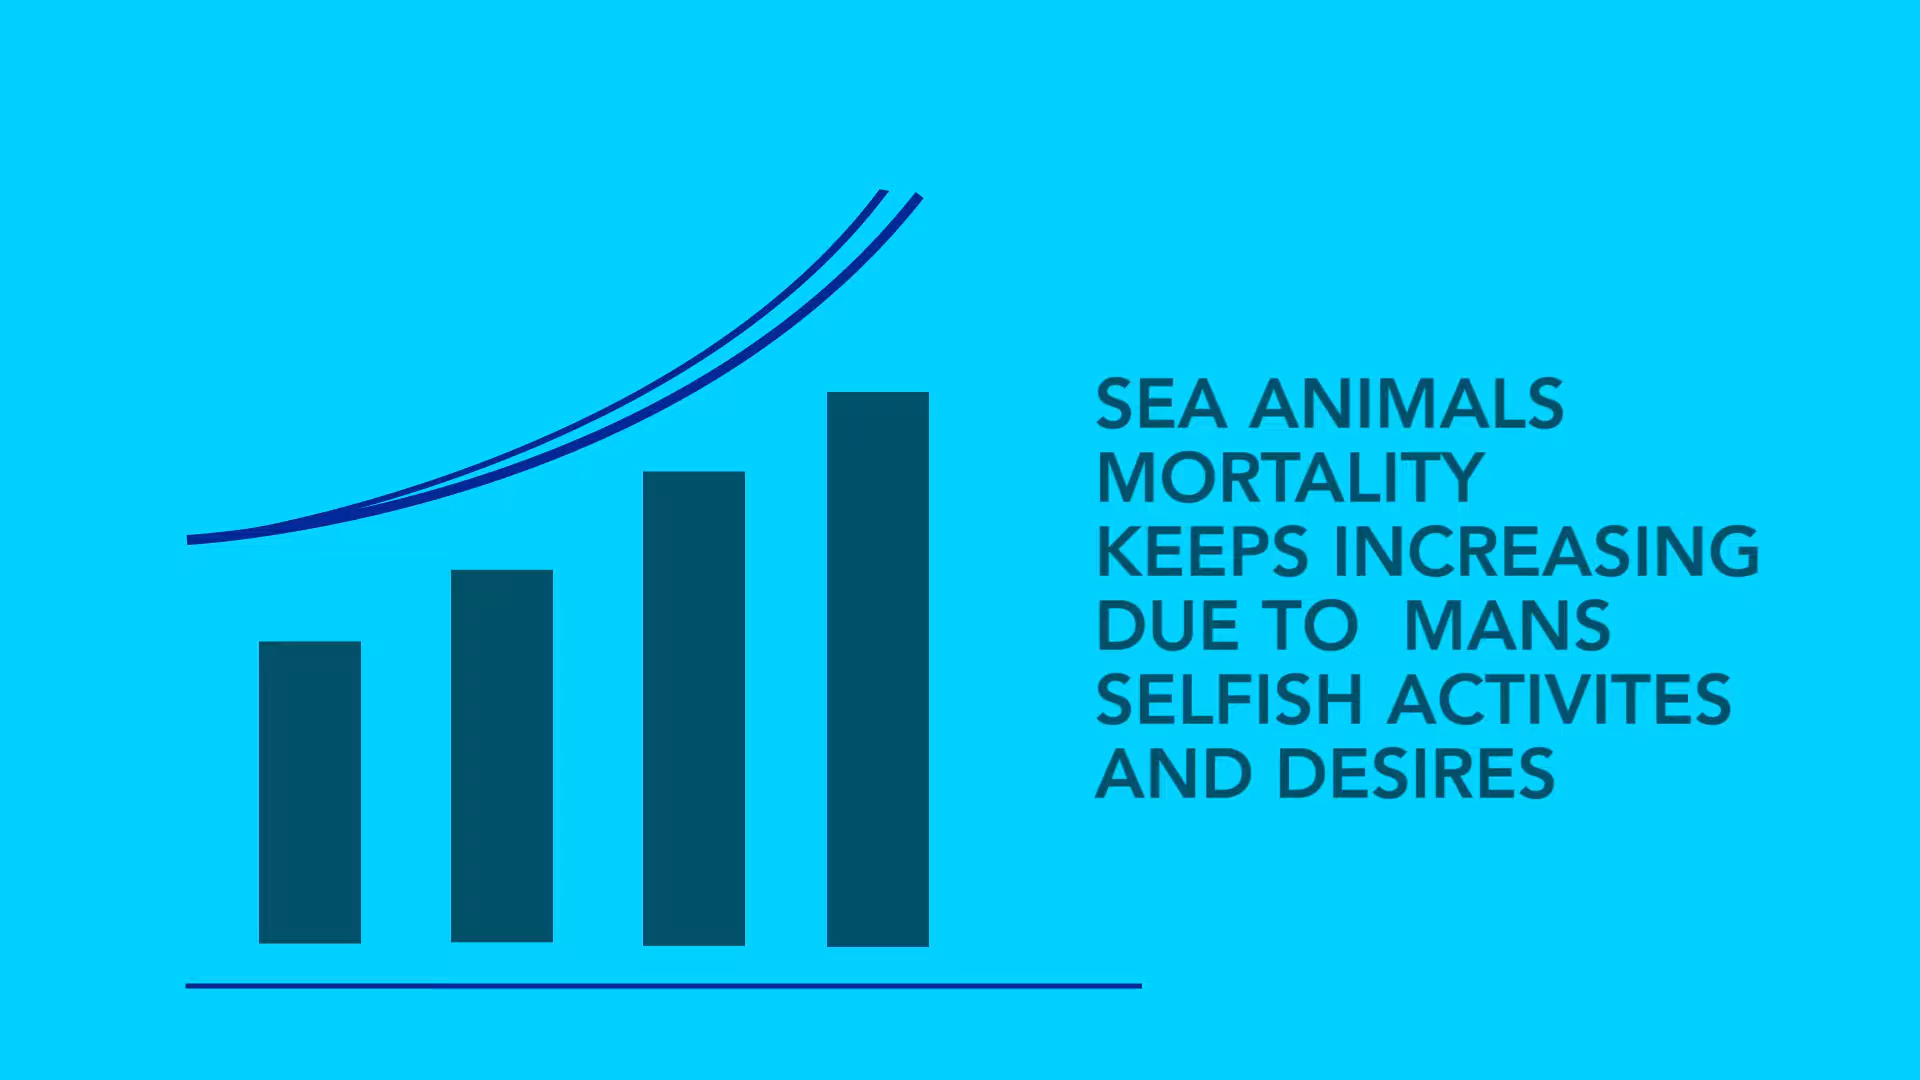 SEA ANIMALS
MORTALITY
KEEPS INCREASING
DUE TO  MANS
SELFISH ACTIVITES
AND DESIRES